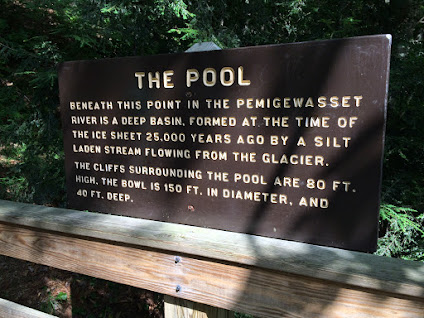 THE POOL
BENEATH THIS POINT IN THE PEMIGEWASSET
RIVER IS A DEEP BASIN, FORMED AT THE TIME OF
THE ICE SHEET 25,000 YEARS AGO BY A SILT
LADEN STREAM FLOWING FROM THE GLACIER.
THE CLIFFS SURROUNDING THE POOL ARE 80 FT.
HIGH, THE BOWL IS 150 FT. IN DIAMETER, AND
40 FT. DEEP.